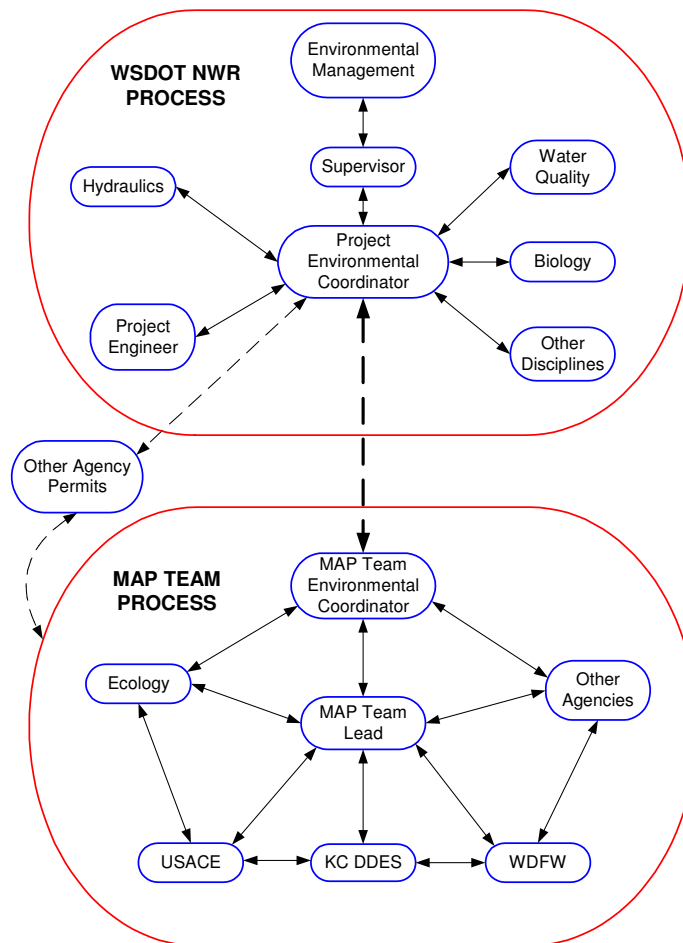 Environmental
Management
WSDOT NWR
PROCESS
Supervisor
Water
Quality
Hydraulics
Project
Environmental
Coordinator
Biology
Project
Engineer
Other
Disciplines
Other Agency
Permits
MAP TEAM
PROCESS
MAP Team
Environmental
Coordinator
Ecology
Other
Agencies
MAP Team
Lead
USACE
KC DDES
WDFW